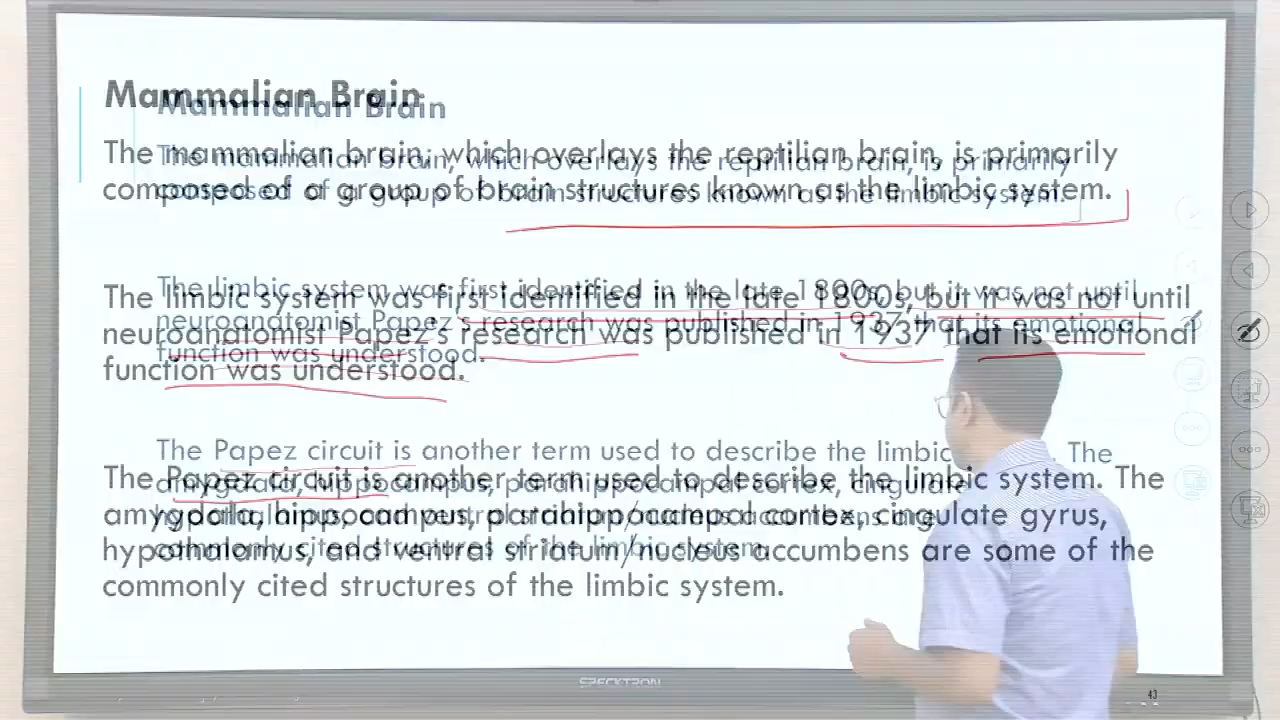 Mammalian Brain
The mammalian brain, which overlays the reptilian brain, is primarily
composed of a group of brain structures known as the limbic system.
The limbic system was first identified in the late 1800s, but it was not until
neuroanatomist Papez's research was published in 1937 that its emotional
function was understood.
The Papez circuit is another term used to describe the limbic system. The
amygdala, hippocampus, parahippocampal cortex, cingulate gyrus,
hypothalamus, and ventral striatum/nucleus accumbens are some of the
commonly cited structures of the limbic system.
SPECKTRON
43